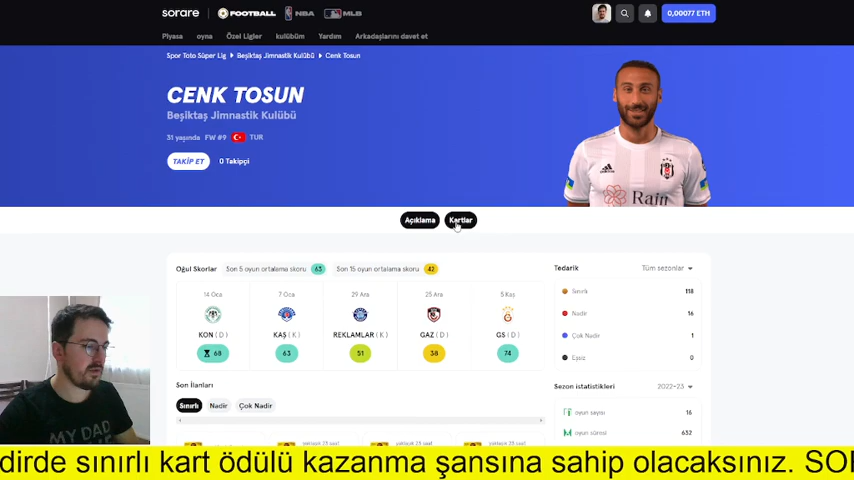 sorare FOOTBALL NBA MLB 0,00077 ETH
Piyasa oyna Özel Ligler kulübüm Yardım Arkadaşlarını davet et
Spor Toto Süper Lig Beşiktaş Jimnastik Kulübü Cenk Tosun
CENK TOSUN
Beşiktaş Jimnastik Kulübü
31 yaşında FW #9 TUR
TAKİP ET 0 Takipçi
Rain
Açıklama Kartlar
Oğul Skorlar Son 5 oyun ortalama skoru 63 Son 15 oyun ortalama skoru 42
14 Oca 7 Oca 29 Ara 25 Ara 5 Kas
KON ( D ) KAŞ ( K ) REKLAMLAR ( K ) GAZ ( D ) GS ( D )
68 63 51 38 74
Son İlanları
Sınırlı Nadir Çok Nadir
Tedarik Tüm sezonlar
Sınırlı 118
Nadir 16
Çok Nadir 1
Eşsiz 0
Sezon istatistikleri 2022-23
oyun sayısı 16
oyun süresi 652
MY DAD
dirde sınırlı kart ödülü kazanma şansına sahip olacaksınız. SO